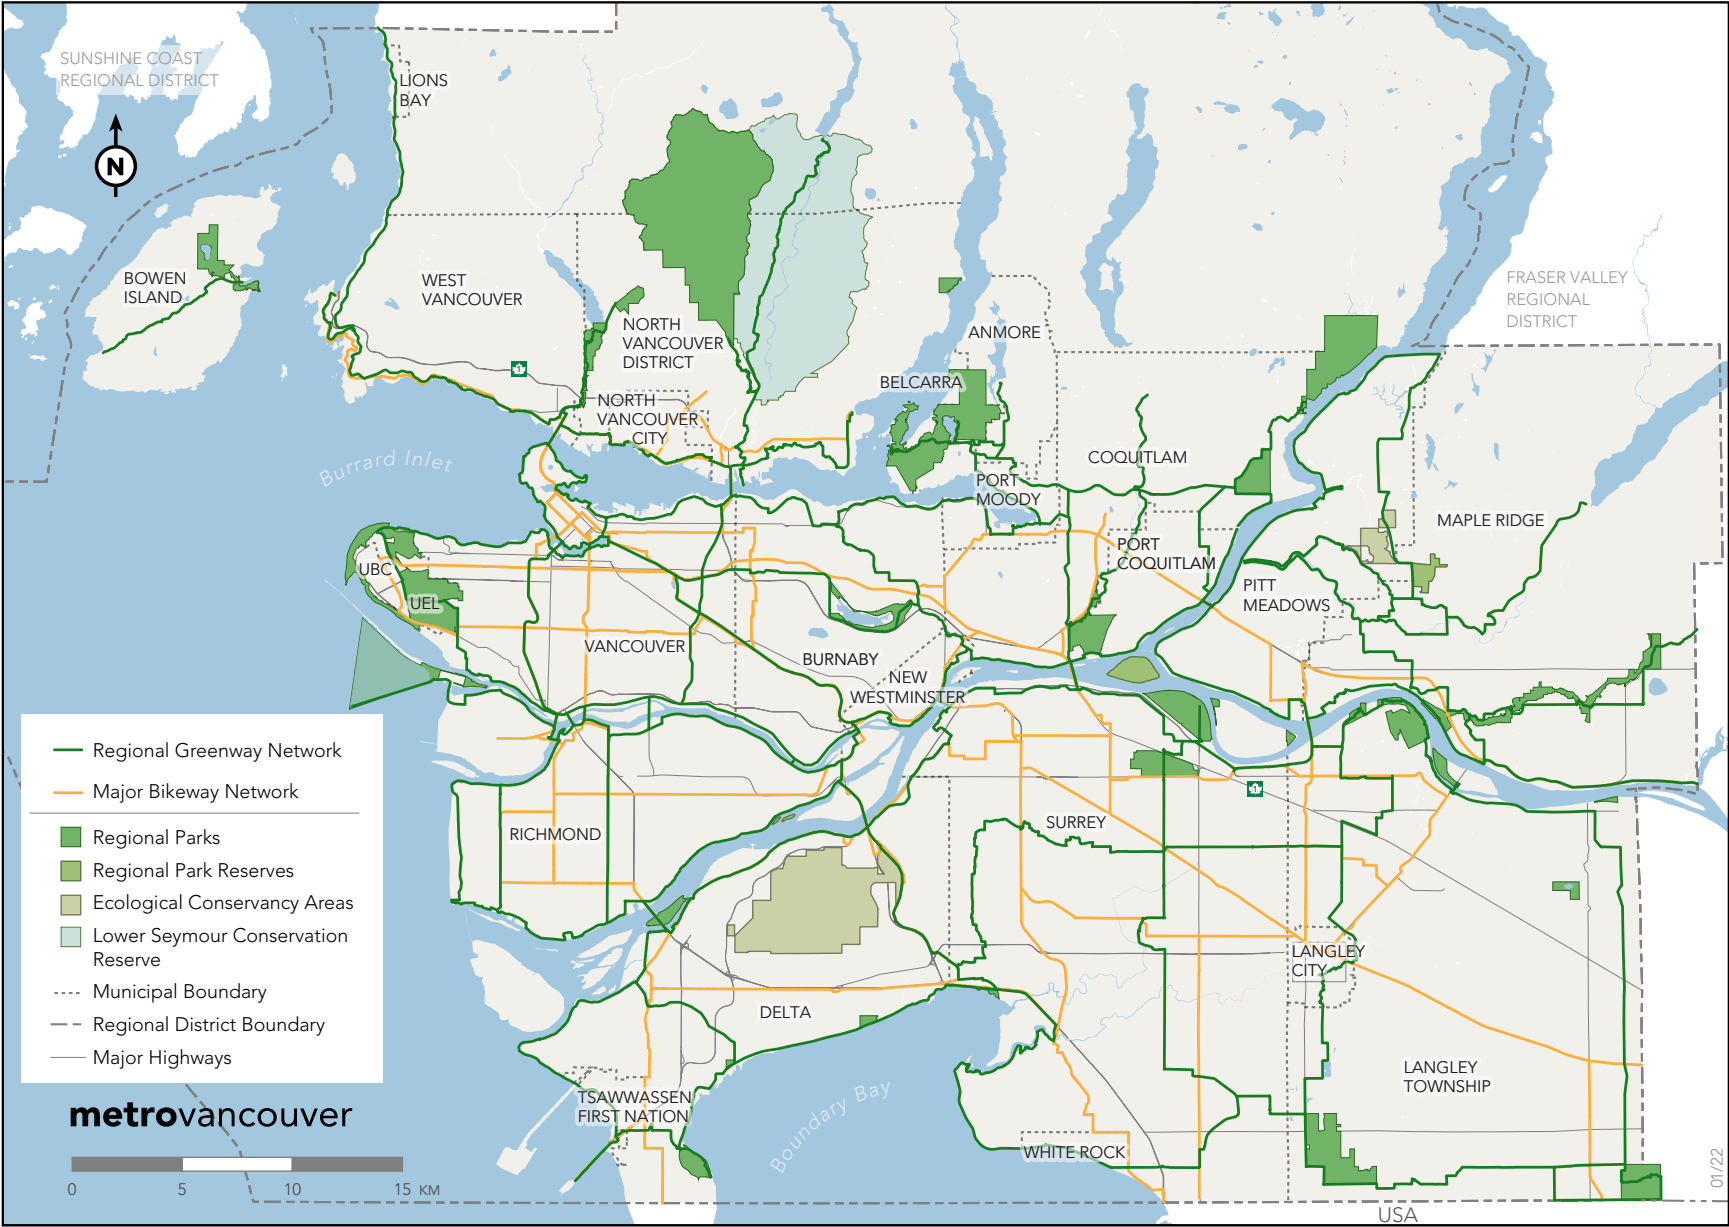 SUNSHINE COAST
REGIONAL DISTRICT
LIONS
BAY
N
BOWEN
ISLAND
WEST
VANCOUVER
1
NORTH
VANCOUVER
DISTRICT
NORTH
VANCOUVER
CITY
ANMORE
BELCARRA
FRASER VALLEY
REGIONAL
DISTRICT
Burrard Inlet
COQUITLAM
PORT
MOODY
MAPLE RIDGE
PORT
COQUITLAM
UBC
UEL
PITT
MEADOWS
VANCOUVER
BURNABY
NEW
WESTMINSTER
Regional Greenway Network
Major Bikeway Network
Regional Parks
Regional Park Reserves
Ecological Conservancy Areas
Lower Seymour Conservation
Reserve
Municipal Boundary
Regional District Boundary
Major Highways
1
RICHMOND
SURREY
LANGLEY
CITY
DELTA
LANGLEY
TOWNSHIP
TSAWWASSEN
FIRST NATION
Boundary Bay
WHITE ROCK
metrovancouver
0 5 10 15 KM
01/22
USA